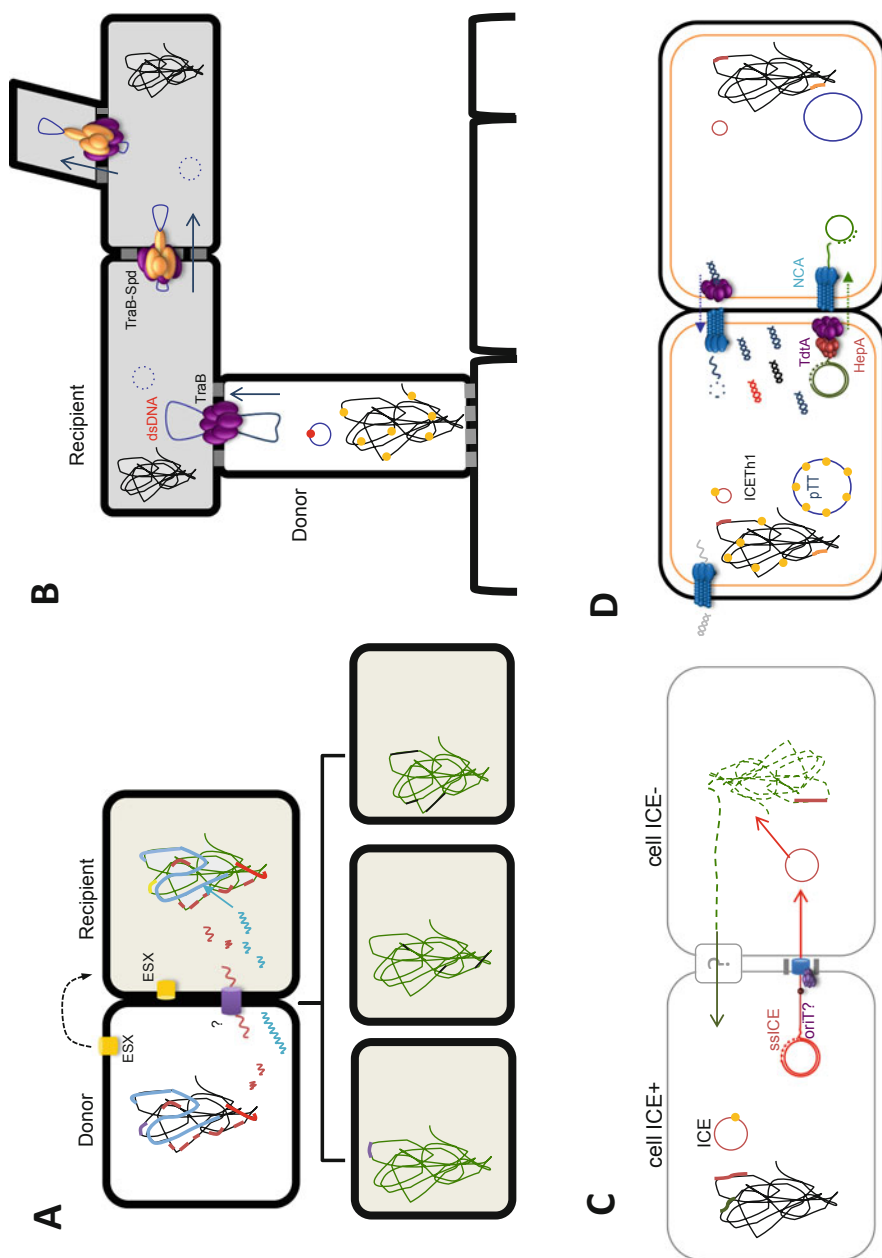 A
Donor
Recipient
ESX
ESX
?
B
Recipient
dsDNA
TraB
TraB-Spd
Donor
C
cell ICE+
cell ICE-
ICE
ssICE
oriT?
?
D
ICETh1
pTT
TdtA
HepA
NCA